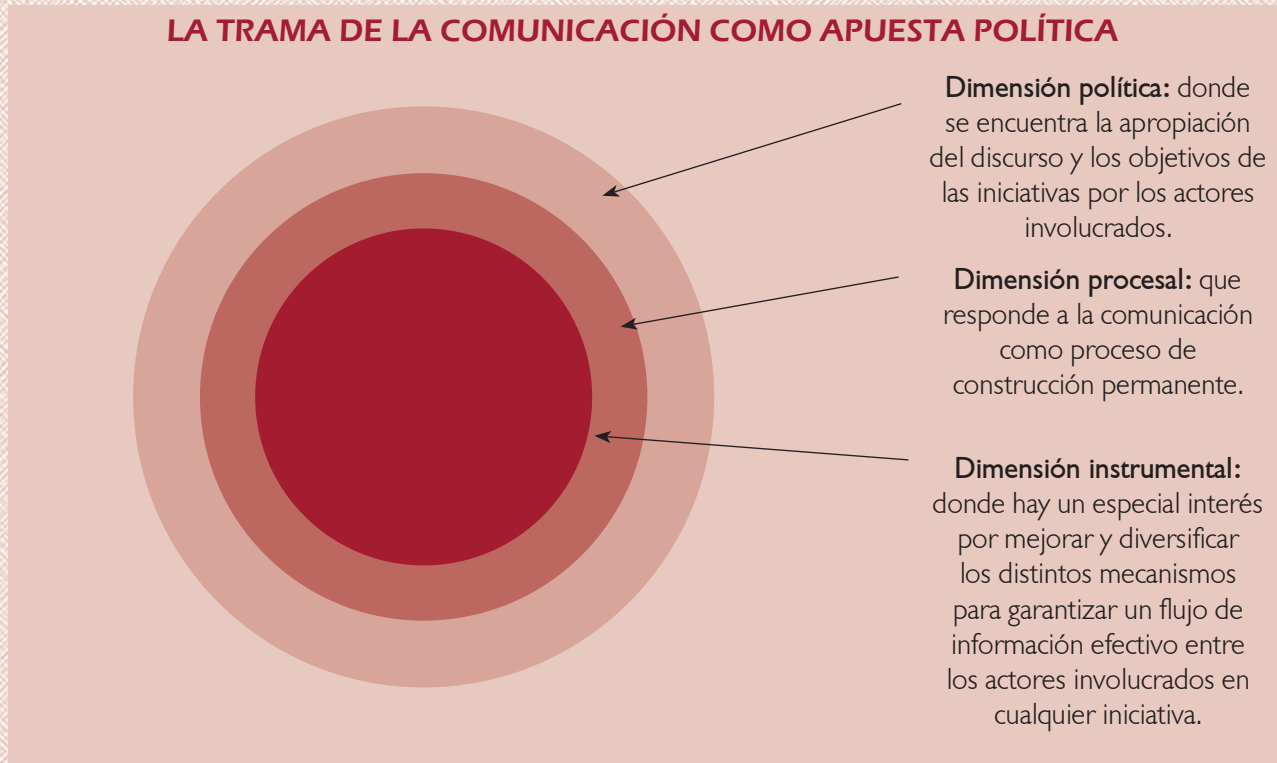 LA TRAMA DE LA COMUNICACIÓN COMO APUESTA POLÍTICA
Dimensión política: donde
se encuentra la apropiación
del discurso y los objetivos de
las iniciativas por los actores
involucrados.
Dimensión procesal: que
responde a la comunicación
como proceso de
construcción permanente.
Dimensión instrumental:
donde hay un especial interés
por mejorar y diversificar
los distintos mecanismos
para garantizar un flujo de
información efectivo entre
los actores involucrados en
cualquier iniciativa.